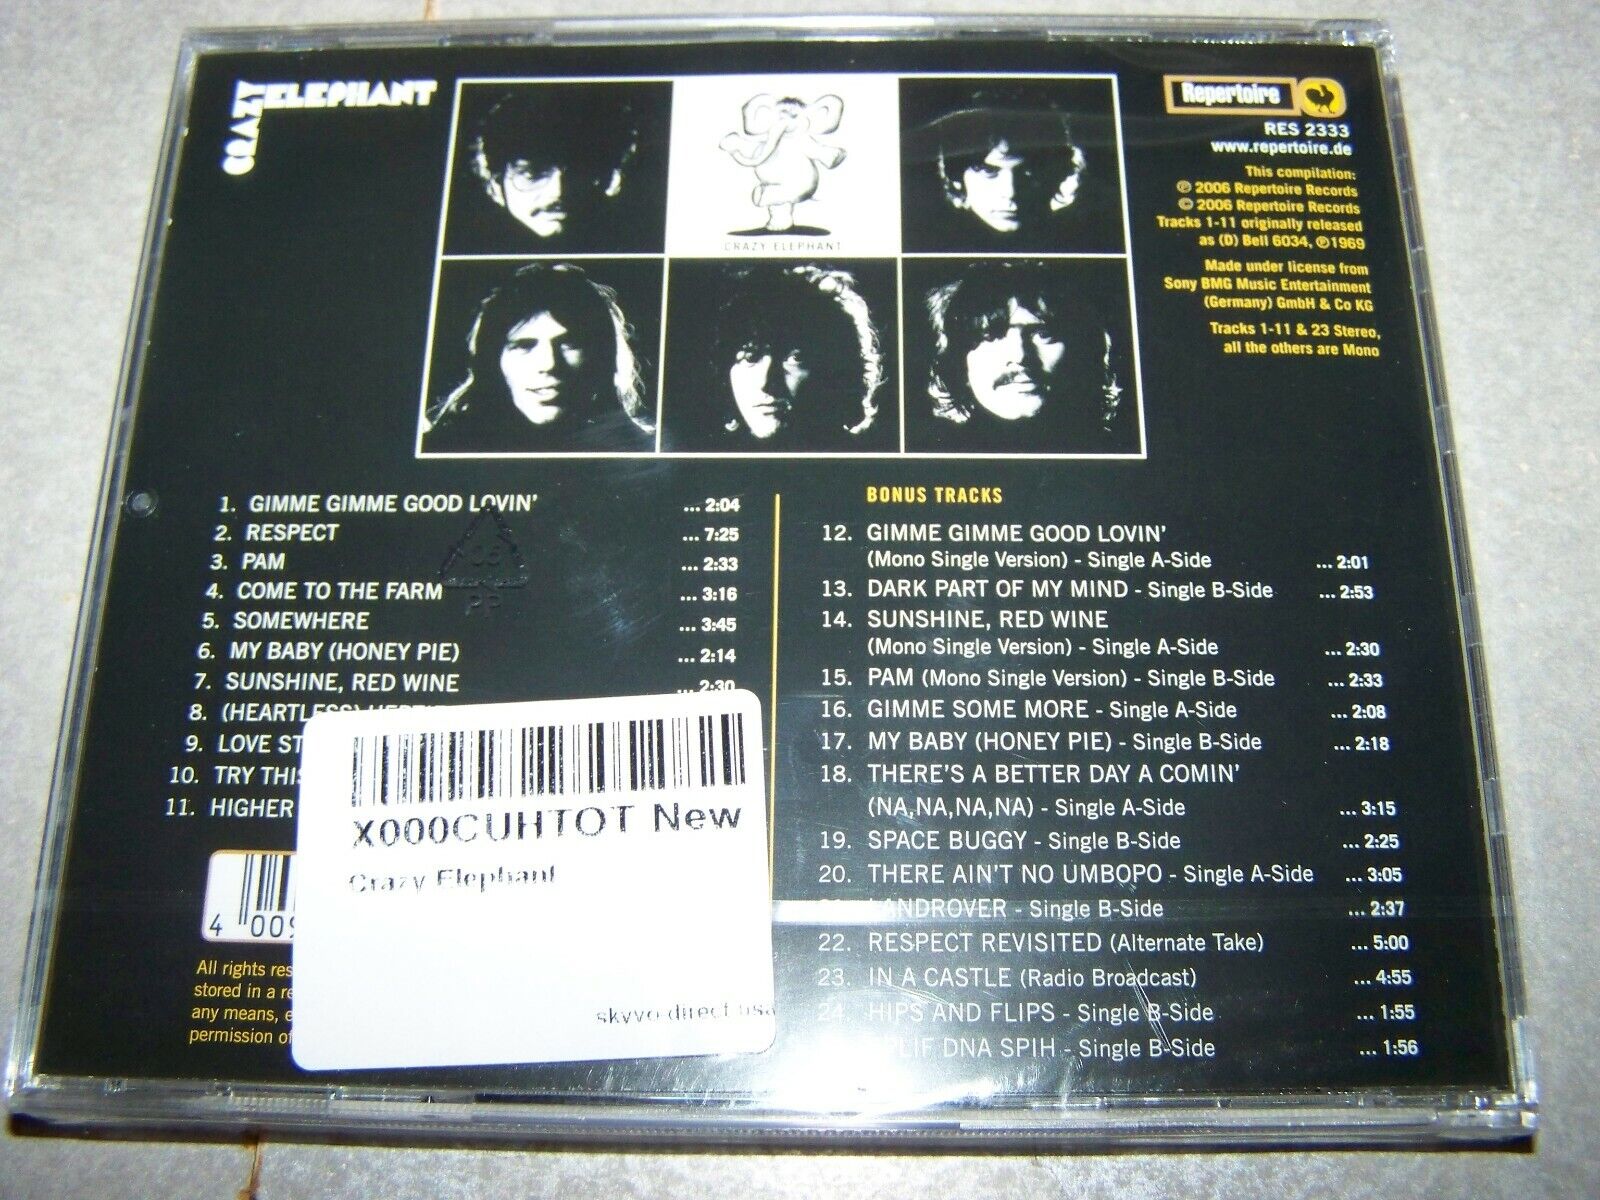 CRAZY ELEPHANT
CRAZY ELEPHANT
Repertoire
RES 2333
www.repertoire.de
This compilation:
℗ 2006 Repertoire Records
© 2006 Repertoire Records
Tracks 1-11 originally released
as (D) Bell 6034, ℗1969
Made under license from
Sony BMG Music Entertainment
(Germany) GmbH & Co KG
Tracks 1-11 & 23 Stereo,
all the others are Mono
1. GIMME GIMME GOOD LOVIN' ... 2:04
2. RESPECT ... 7:25
3. PAM ... 2:33
4. COME TO THE FARM ... 3:16
5. SOMEWHERE ... 3:45
6. MY BABY (HONEY PIE) ... 2:14
7. SUNSHINE, RED WINE ... 2:30
8. (HEARTLESS)
9. LOVE
10. TRY THIS
11. HIGHER
BONUS TRACKS
12. GIMME GIMME GOOD LOVIN'
(Mono Single Version) - Single A-Side ... 2:01
13. DARK PART OF MY MIND - Single B-Side ... 2:53
14. SUNSHINE, RED WINE
(Mono Single Version) - Single A-Side ... 2:30
15. PAM (Mono Single Version) - Single B-Side ... 2:33
16. GIMME SOME MORE - Single A-Side ... 2:08
17. MY BABY (HONEY PIE) - Single B-Side ... 2:18
18. THERE'S A BETTER DAY A COMIN'
(NA,NA,NA,NA) - Single A-Side ... 3:15
19. SPACE BUGGY - Single B-Side ... 2:25
20. THERE AIN'T NO UMBOPO - Single A-Side ... 3:05
LANDROVER - Single B-Side ... 2:37
22. RESPECT REVISITED (Alternate Take) ... 5:00
23. IN A CASTLE (Radio Broadcast) ... 4:55
24. HIPS AND FLIPS - Single B-Side ... 1:55
DNA SPIH - Single B-Side ... 1:56
X000CUHTOT New
Crazy Elephant
skyvo direct usa
4 009
All rights
stored in a
any means,
permission of
05
PP